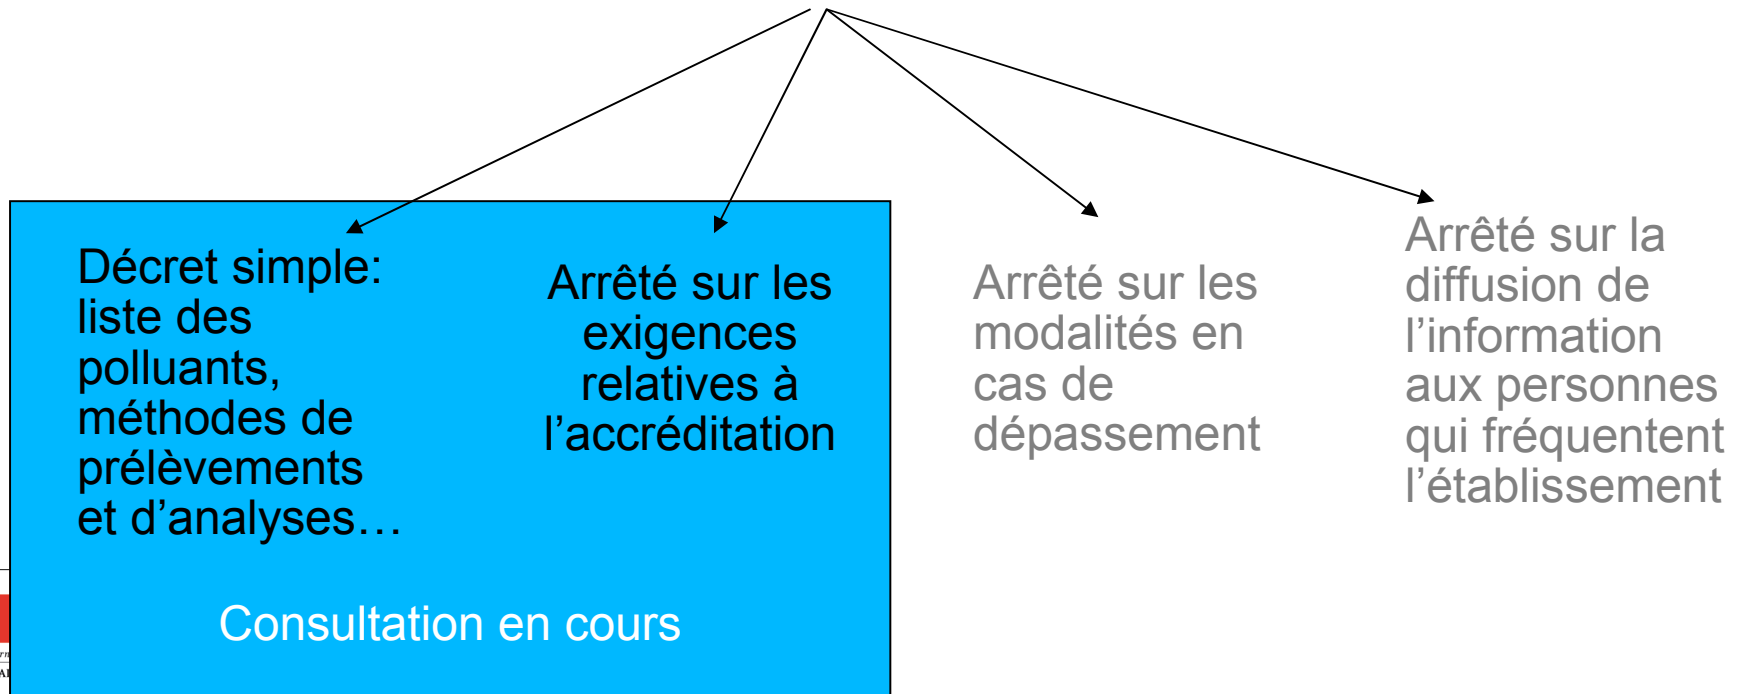 Décret simple:
liste des
polluants,
méthodes de
prélèvements
et d’analyses…
Arrêté sur les
exigences
relatives à
l’accréditation
Consultation en cours
Arrêté sur les
modalités en
cas de
dépassement
Arrêté sur la
diffusion de
l’information
aux personnes
qui fréquentent
l’établissement